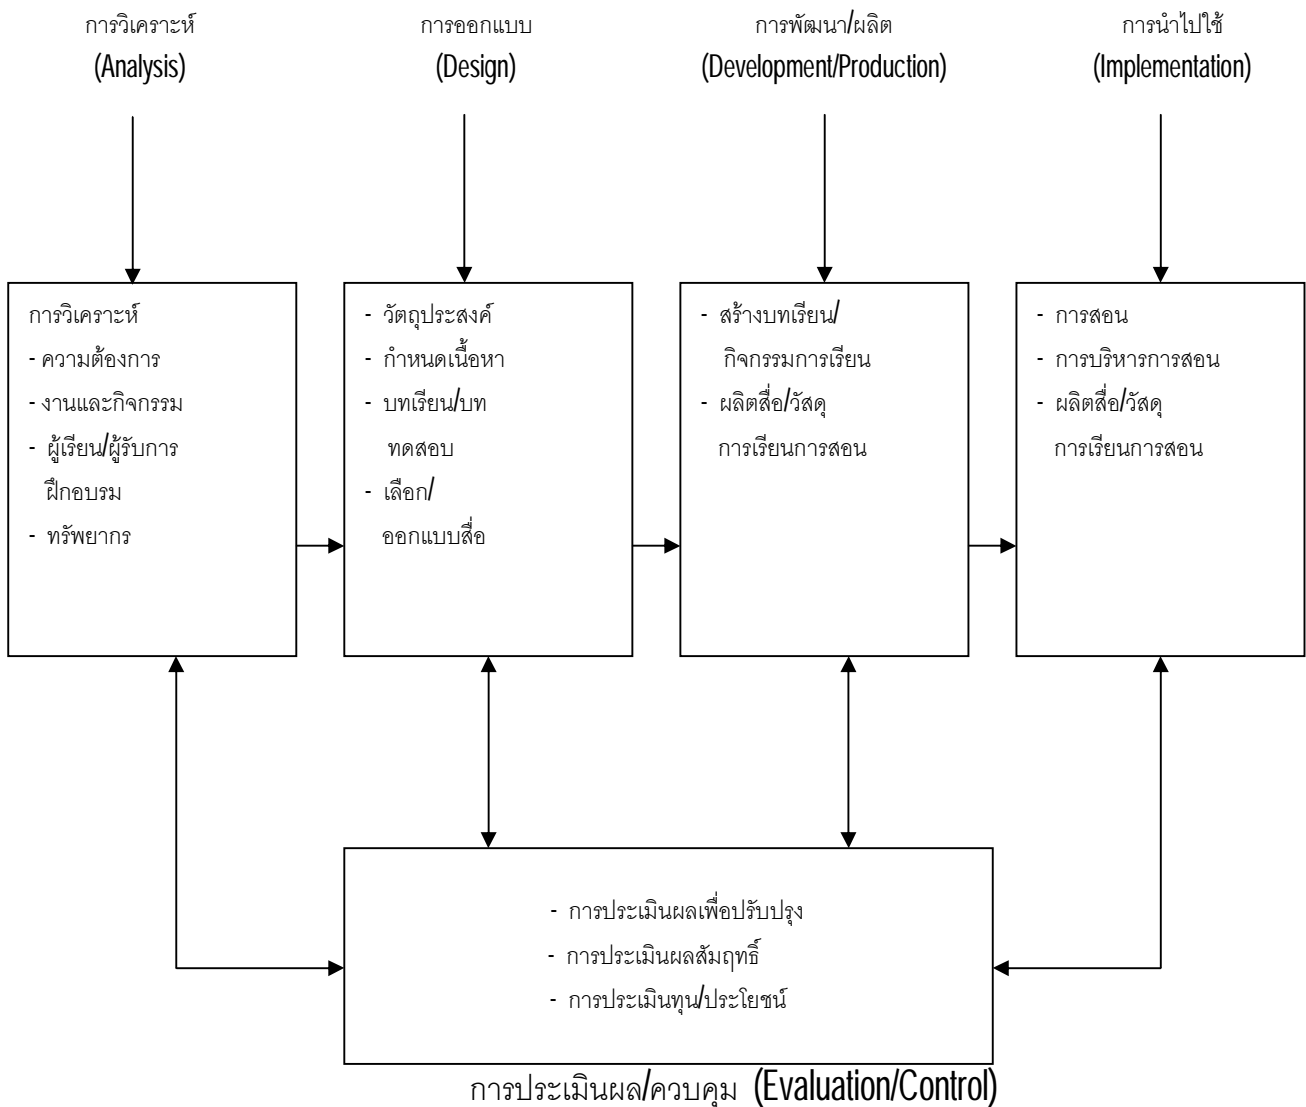 การวิเคราะห์
(Analysis)
การออกแบบ
(Design)
การพัฒนา/ผลิต
(Development/Production)
การนำไปใช้
(Implementation)
การวิเคราะห์
- ความต้องการ
- งานและกิจกรรม
- ผู้เรียน/ผู้รับการ
ฝึกอบรม
- ทรัพยากร
- วัตถุประสงค์
- กำหนดเนื้อหา
- บทเรียน/บท
ทดสอบ
- เลือก/
ออกแบบสื่อ
- สร้างบทเรียน/
กิจกรรมการเรียน
- ผลิตสื่อ/วัสดุ
การเรียนการสอน
- การสอน
- การบริหารการสอน
- ผลิตสื่อ/วัสดุ
การเรียนการสอน
- การประเมินผลเพื่อปรับปรุง
- การประเมินผลสัมฤทธิ์
- การประเมินทุน/ประโยชน์
การประเมินผล/ควบคุม (Evaluation/Control)